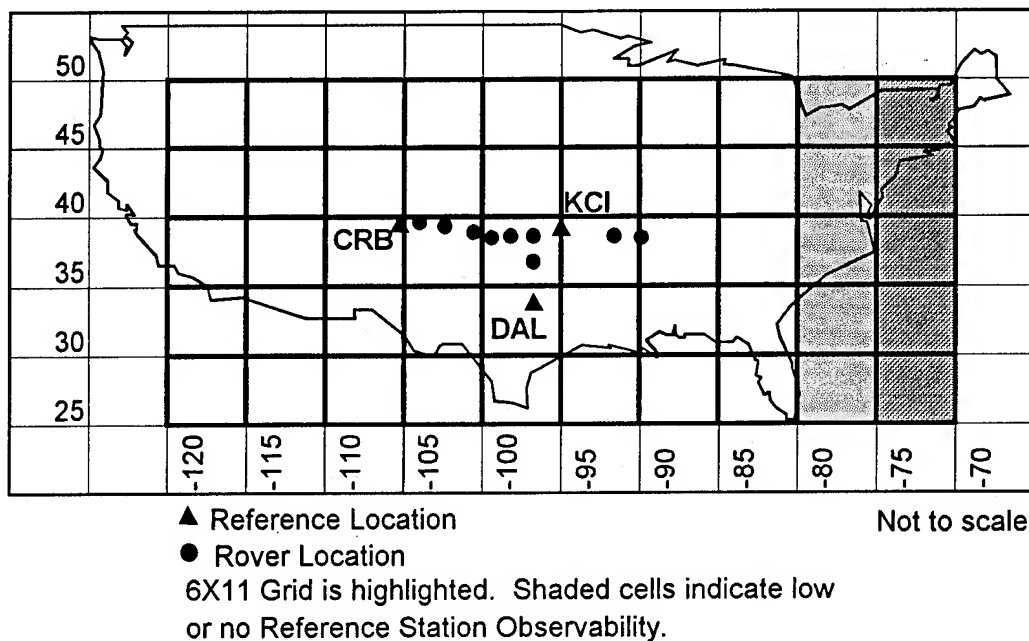 50
45
40
35
30
25
KCI
CRB
DAL
-120
-115
-110
-105
-100
-95
-90
-85
-80
-75
-70
▲ Reference Location
Not to scale
● Rover Location
6X11 Grid is highlighted. Shaded cells indicate low
or no Reference Station Observability.